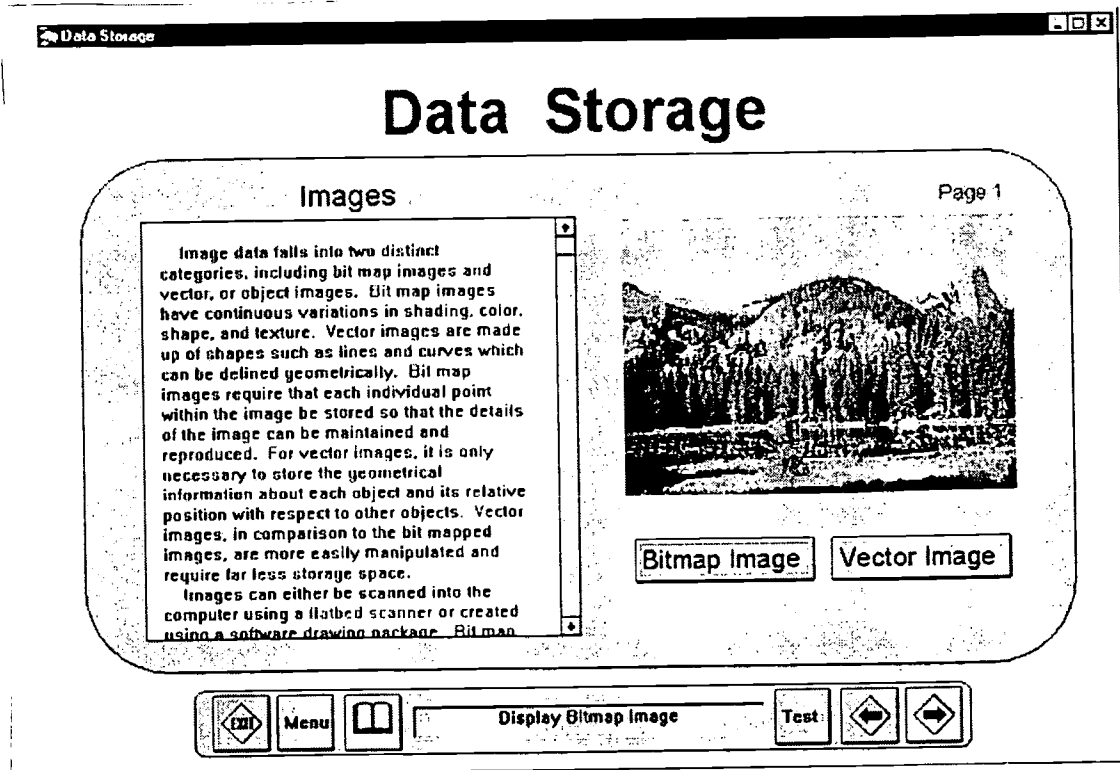 Data Storage
Data Storage
Images
Page 1
Image data falls into two distinct
categories, including bit map images and
vector, or object images. Bit map images
have continuous variations in shading, color,
shape, and texture. Vector images are made
up of shapes such as lines and curves which
can be defined geometrically. Bit map
images require that each individual point
within the image be stored so that the details
of the image can be maintained and
reproduced. For vector images, it is only
necessary to store the geometrical
information about each object and its relative
position with respect to other objects. Vector
images, in comparison to the bit mapped
images, are more easily manipulated and
require far less storage space.
Images can either be scanned into the
computer using a flatbed scanner or created
using a software drawing package. Bit map
Bitmap Image
Vector Image
EXIT
Menu
Display Bitmap Image
Test